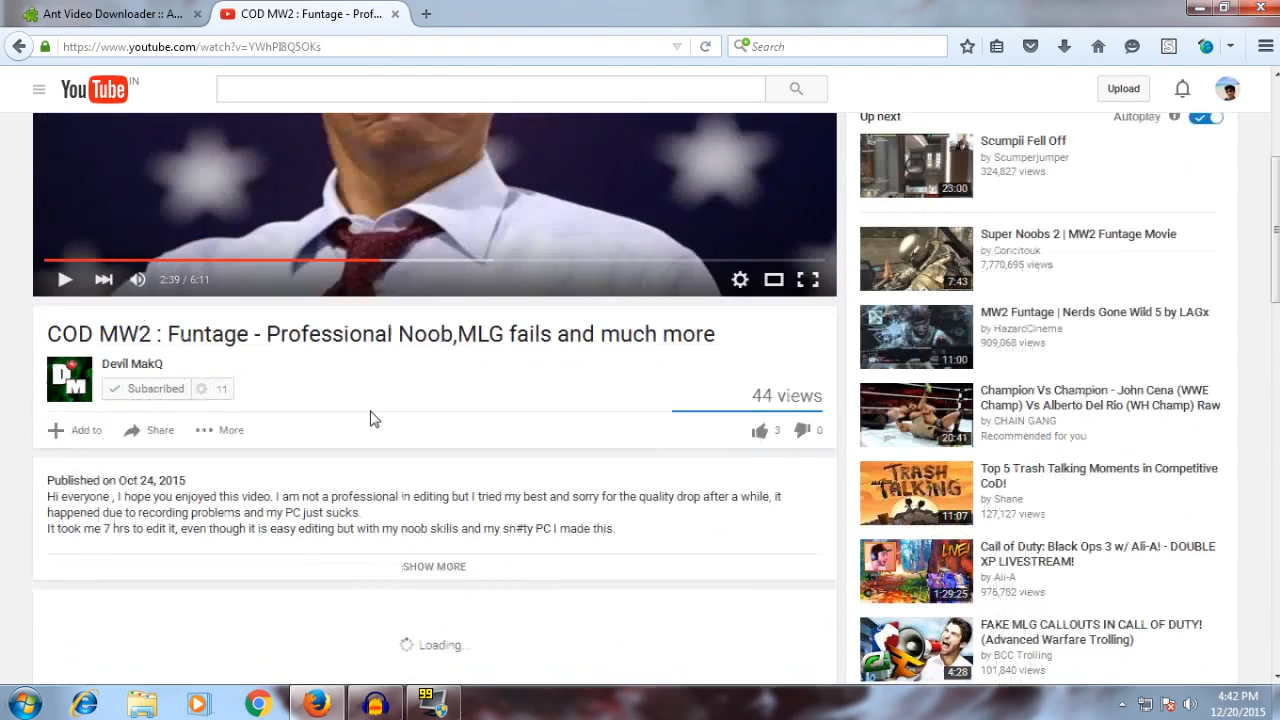 Ant Video Downloader :: A...
COD MW2 : Funtage - Prof...
https://www.youtube.com/watch?v=YWhPI8Q5OKs
Search
YouTube IN
Upload
2:39 / 6:11
COD MW2 : Funtage - Professional Noob,MLG fails and much more
Devil MakQ
DM
Subscribed 11
44 views
Add to Share More
3 0
Published on Oct 24, 2015
Hi everyone , I hope you enjoyed this video. I am not a professional in editing but I tried my best and sorry for the quality drop after a while, it
happened due to recording problems and my PC just sucks.
It took me 7 hrs to edit it, even though it is easy editing but with my noob skills and my sh#ty PC I made this.
SHOW MORE
Loading...
Up next Autoplay
Scumpii Fell Off
by Scumperjumper
324,827 views
23:00
Super Noobs 2 | MW2 Funtage Movie
by Concitouk
7,770,695 views
7:43
MW2 Funtage | Nerds Gone Wild 5 by LAGx
by HazardCinema
909,068 views
11:00
Champion Vs Champion - John Cena (WWE
Champ) Vs Alberto Del Rio (WH Champ) Raw
by CHAIN GANG
Recommended for you
20:41
Top 5 Trash Talking Moments in Competitive
CoD!
by Shane
127,127 views
TRASH
TALKING
11:07
Call of Duty: Black Ops 3 w/ Ali-A! - DOUBLE
XP LIVESTREAM!
by Ali-A
976,782 views
LIVE!
1:29:25
FAKE MLG CALLOUTS IN CALL OF DUTY!
(Advanced Warfare Trolling)
by BCC Trolling
101,840 views
4:28
99
4:42 PM
12/20/2015